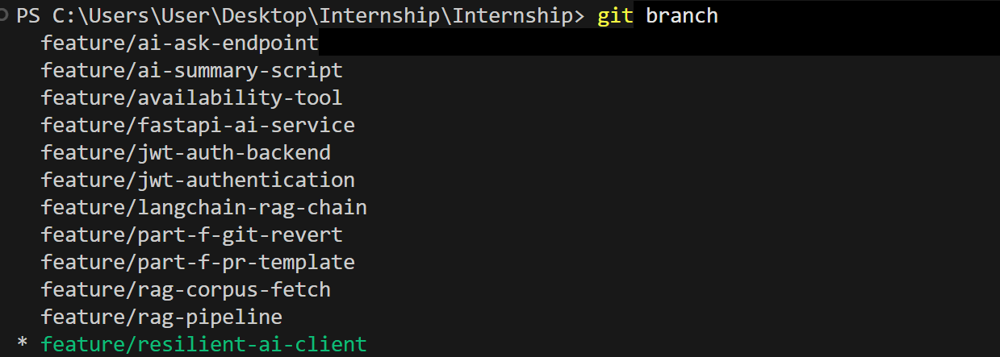 PS C:\Users\User\Desktop\Internship\Internship> git branch
feature/ai-ask-endpoint
feature/ai-summary-script
feature/availability-tool
feature/fastapi-ai-service
feature/jwt-auth-backend
feature/jwt-authentication
feature/langchain-rag-chain
feature/part-f-git-revert
feature/part-f-pr-template
feature/rag-corpus-fetch
feature/rag-pipeline
* feature/resilient-ai-client